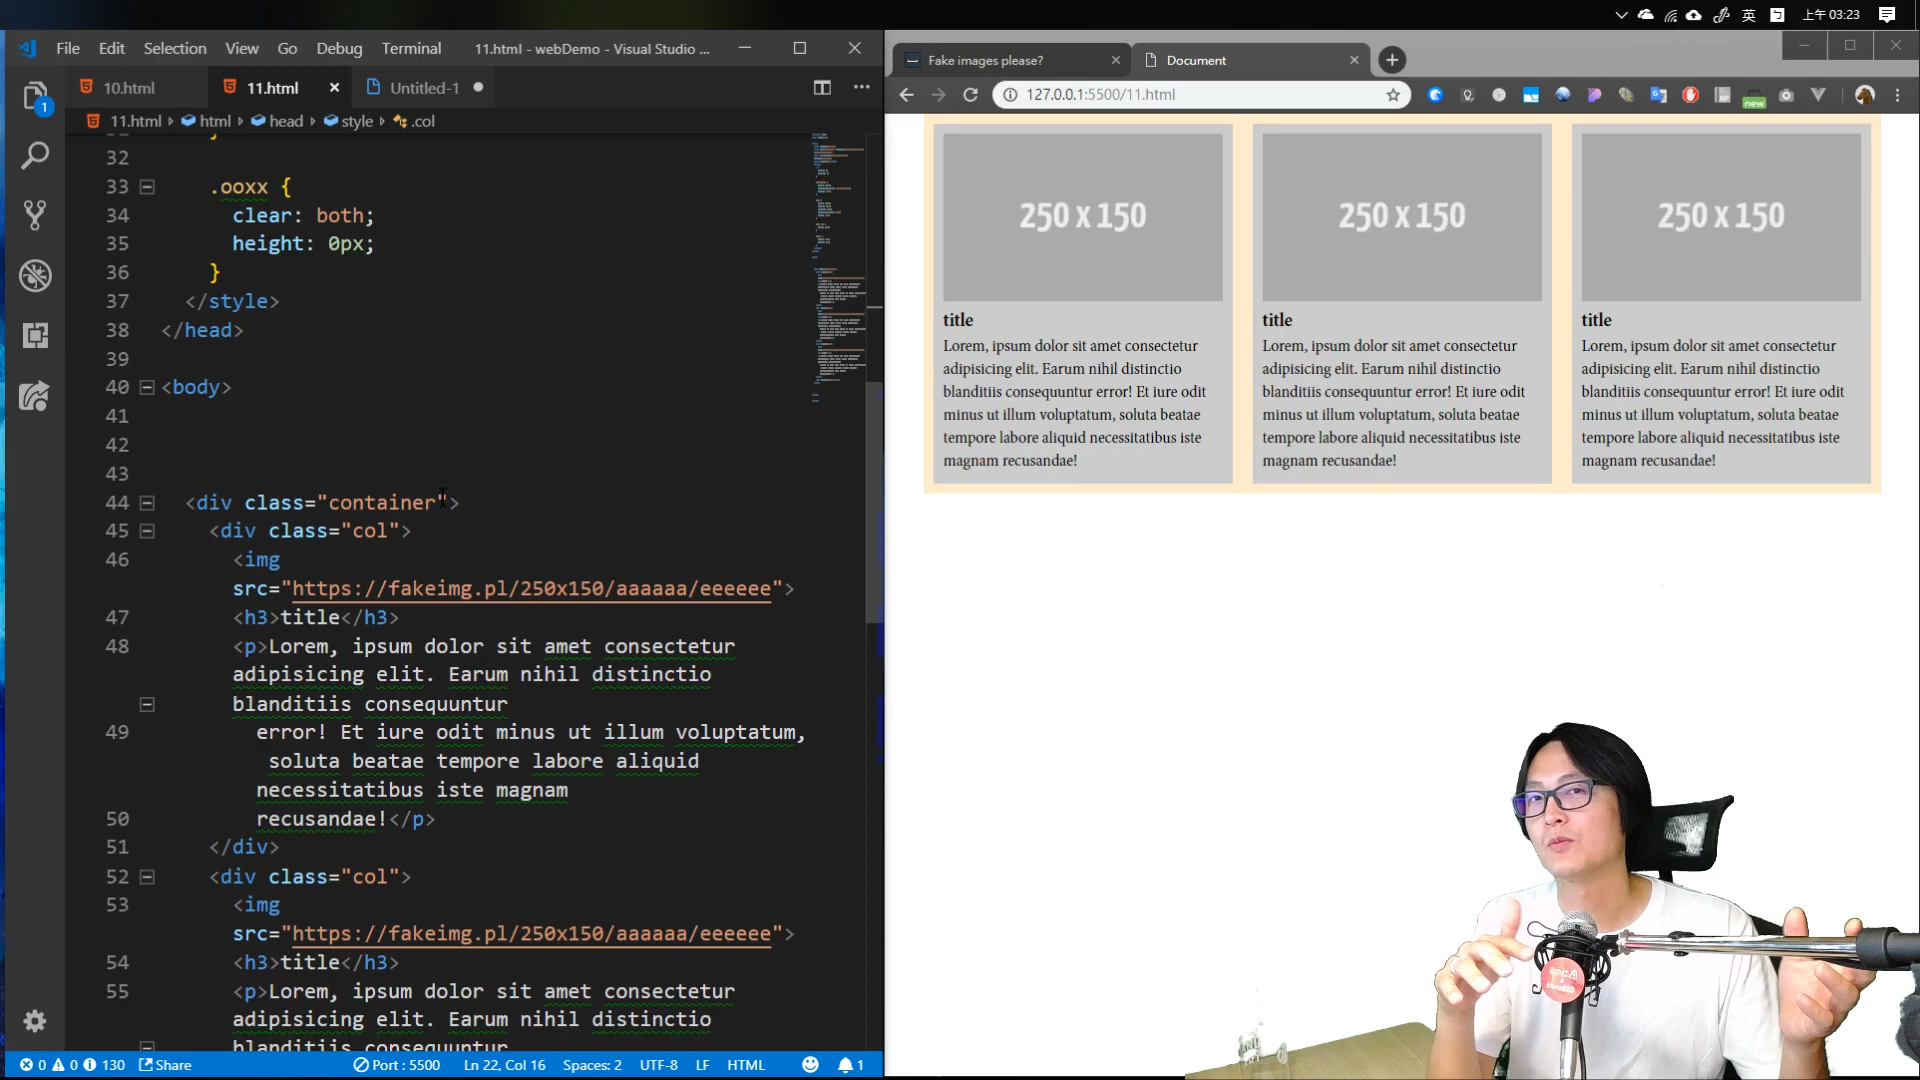 File Edit Selection View Go Debug Terminal 11.html - webDemo - Visual Studio ...
10.html 11.html Untitled-1
11.html html head style .col
32
33 .ooxx {
34 clear: both;
35 height: 0px;
36 }
37 </style>
38 </head>
39
40 <body>
41
42
43
44 <div class="container">
45 <div class="col">
46 <img
src="https://fakeimg.pl/250x150/aaaaaa/eeeeee">
47 <h3>title</h3>
48 <p>Lorem, ipsum dolor sit amet consectetur
adipisicing elit. Earum nihil distinctio
blanditiis consequuntur
49 error! Et iure odit minus ut illum voluptatum,
soluta beatae tempore labore aliquid
necessitatibus iste magnam
50 recusandae!</p>
51 </div>
52 <div class="col">
53 <img
src="https://fakeimg.pl/250x150/aaaaaa/eeeeee">
54 <h3>title</h3>
55 <p>Lorem, ipsum dolor sit amet consectetur
adipisicing elit. Earum nihil distinctio
blanditiis consequuntur
0 0 130 Share Port : 5500 Ln 22, Col 16 Spaces: 2 UTF-8 LF HTML 1
1
英 ㄅ 上午 03:23
Fake images please? Document
127.0.0.1:5500/11.html
new
250 x 150
title
Lorem, ipsum dolor sit amet consectetur
adipisicing elit. Earum nihil distinctio
blanditiis consequuntur error! Et iure odit
minus ut illum voluptatum, soluta beatae
tempore labore aliquid necessitatibus iste
magnam recusandae!
250 x 150
title
Lorem, ipsum dolor sit amet consectetur
adipisicing elit. Earum nihil distinctio
blanditiis consequuntur error! Et iure odit
minus ut illum voluptatum, soluta beatae
tempore labore aliquid necessitatibus iste
magnam recusandae!
250 x 150
title
Lorem, ipsum dolor sit amet consectetur
adipisicing elit. Earum nihil distinctio
blanditiis consequuntur error! Et iure odit
minus ut illum voluptatum, soluta beatae
tempore labore aliquid necessitatibus iste
magnam recusandae!